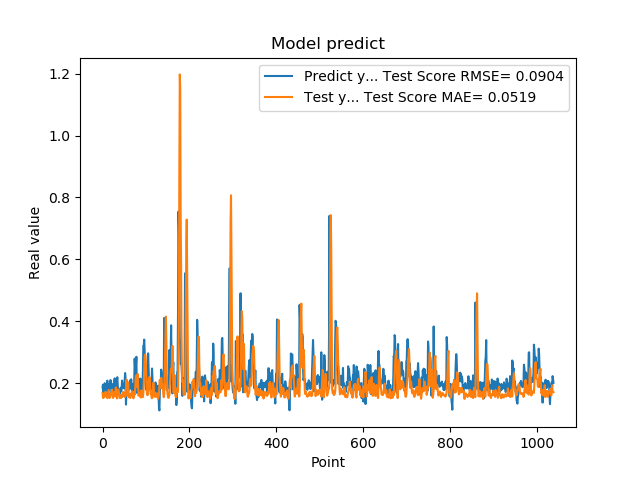 Model predict
Predict y... Test Score RMSE= 0.0904
Test y... Test Score MAE= 0.0519
1.2
1.0
0.8
0.6
0.4
0.2
Real value
0 200 400 600 800 1000
Point